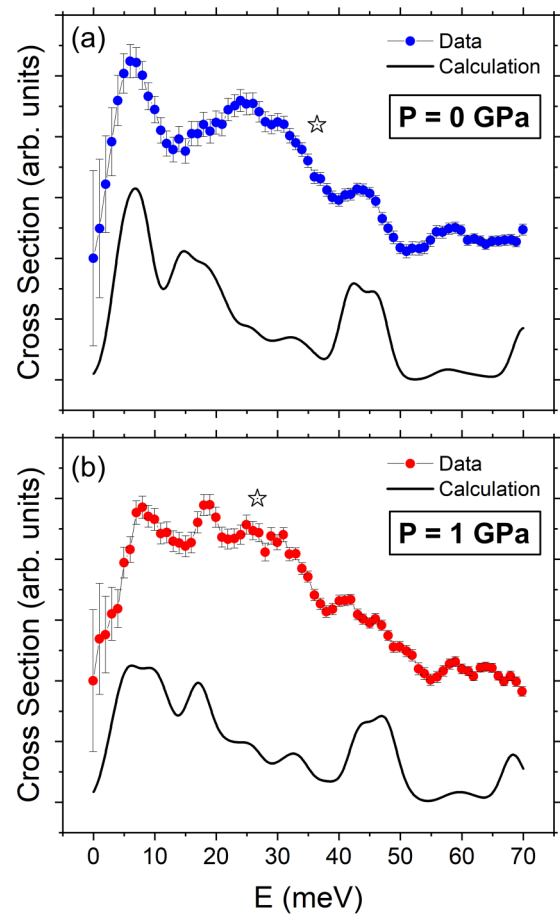 (a)
Data
Calculation
P = 0 GPa
Cross Section (arb. units)
(b)
Data
Calculation
P = 1 GPa
Cross Section (arb. units)
0 10 20 30 40 50 60 70
E (meV)